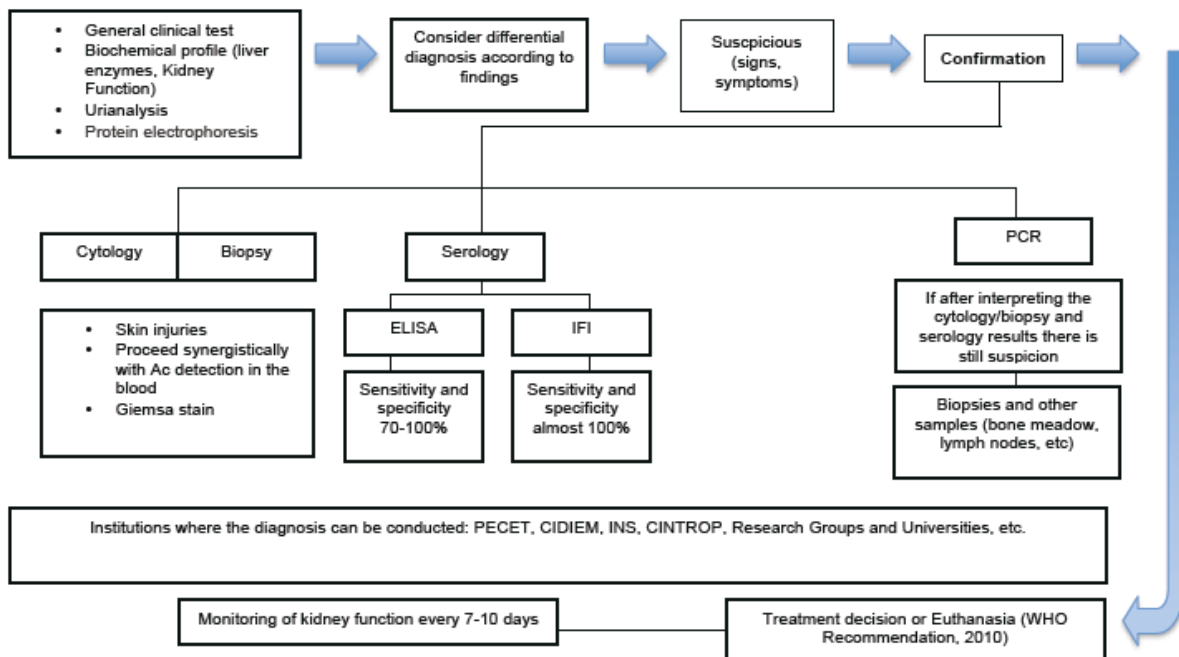 • General clinical test
• Biochemical profile (liver
enzymes, Kidney
Function)
• Urianalysis
• Protein electrophoresis
Consider differential
diagnosis according to
findings
Suscpicious
(signs,
symptoms)
Confirmation
Cytology
Biopsy
Serology
PCR
• Skin injuries
• Proceed synergistically
with Ac detection in the
blood
• Giemsa stain
ELISA
IFI
Sensitivity and
specificity
70-100%
Sensitivity and
specificity
almost 100%
If after interpreting the
cytology/biopsy and
serology results there is
still suspicion
Biopsies and other
samples (bone meadow,
lymph nodes, etc)
Institutions where the diagnosis can be conducted: PECET, CIDIEM, INS, CINTROP, Research Groups and Universities, etc.
Monitoring of kidney function every 7-10 days
Treatment decision or Euthanasia (WHO
Recommendation, 2010)